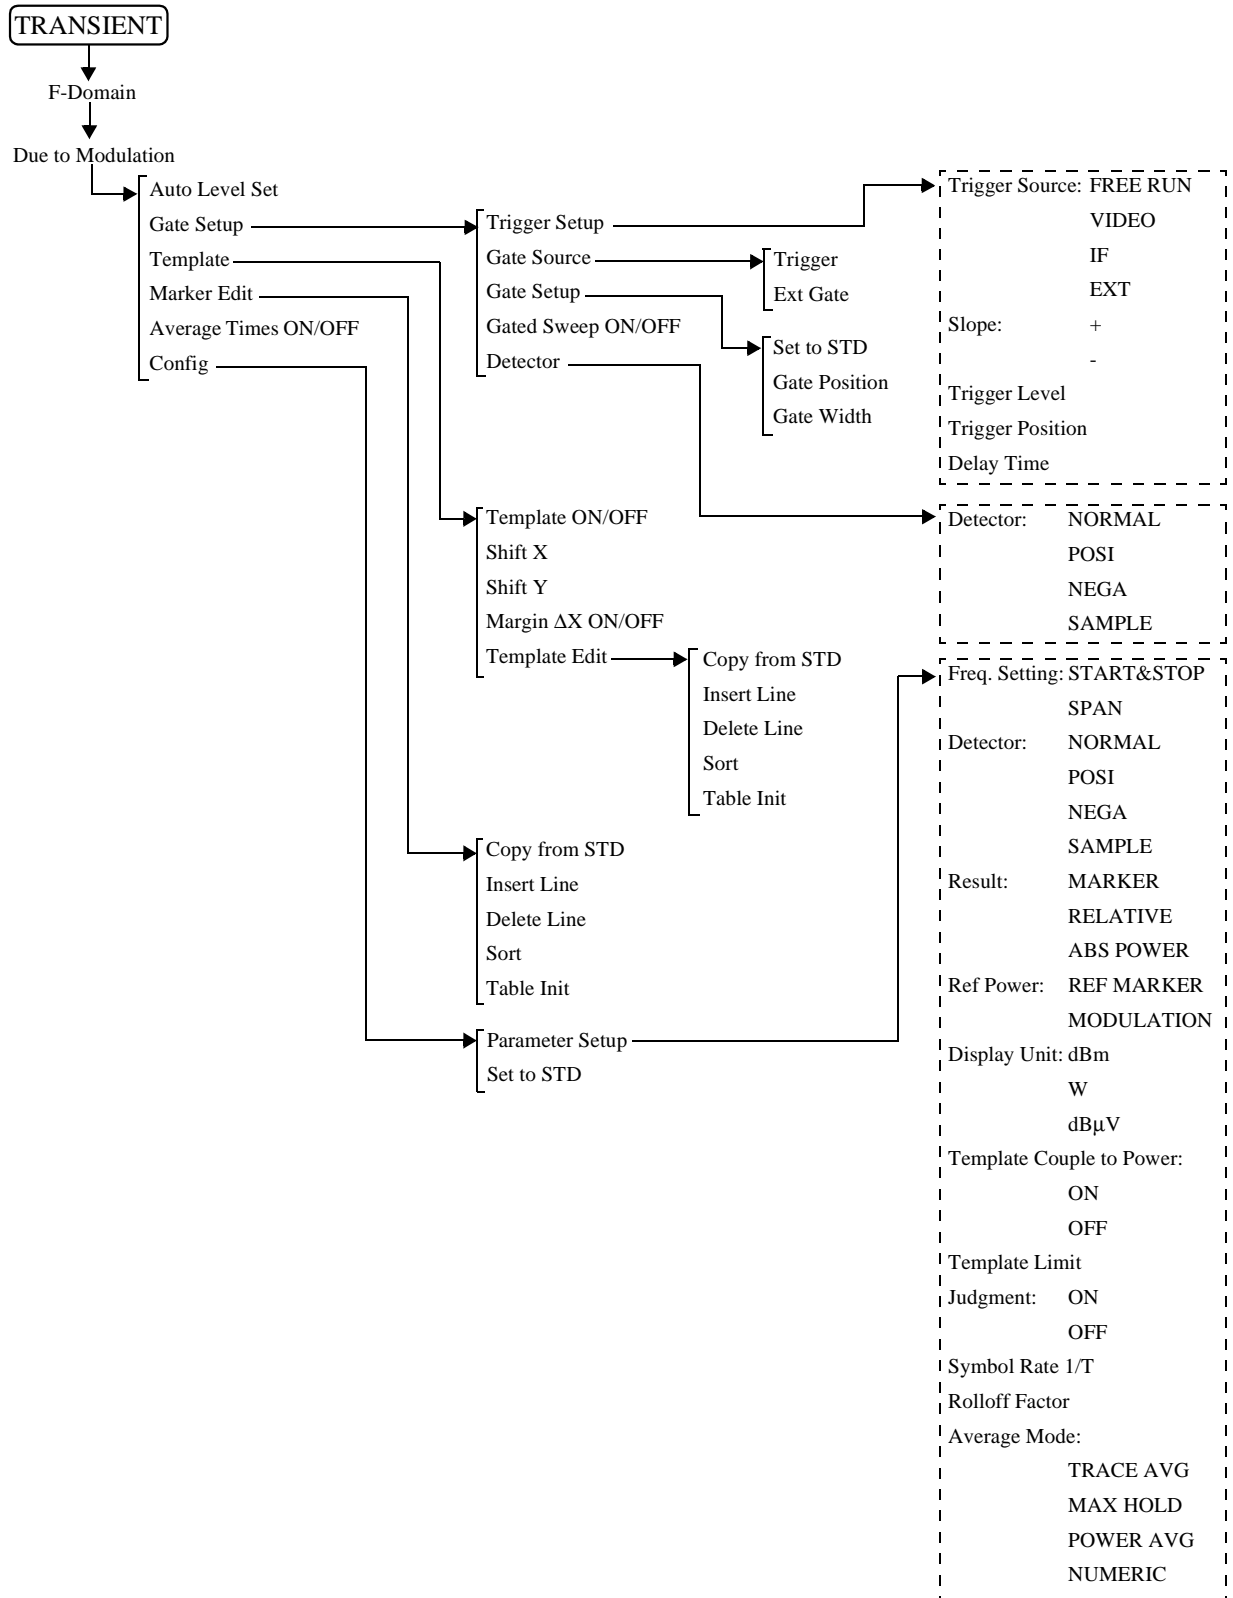 TRANSIENT
F-Domain
Due to Modulation
Auto Level Set
Gate Setup
Template
Marker Edit
Average Times ON/OFF
Config
Trigger Setup
Gate Source
Gate Setup
Gated Sweep ON/OFF
Detector
Trigger
Ext Gate
Set to STD
Gate Position
Gate Width
Template ON/OFF
Shift X
Shift Y
Margin ΔX ON/OFF
Template Edit
Copy from STD
Insert Line
Delete Line
Sort
Table Init
Copy from STD
Insert Line
Delete Line
Sort
Table Init
Parameter Setup
Set to STD
Trigger Source: FREE RUN
VIDEO
IF
EXT
Slope: +
-
Trigger Level
Trigger Position
Delay Time
Detector: NORMAL
POSI
NEGA
SAMPLE
Freq. Setting: START&STOP
SPAN
Detector: NORMAL
POSI
NEGA
SAMPLE
Result: MARKER
RELATIVE
ABS POWER
Ref Power: REF MARKER
MODULATION
Display Unit: dBm
W
dBμV
Template Couple to Power:
ON
OFF
Template Limit
Judgment: ON
OFF
Symbol Rate 1/T
Rolloff Factor
Average Mode:
TRACE AVG
MAX HOLD
POWER AVG
NUMERIC